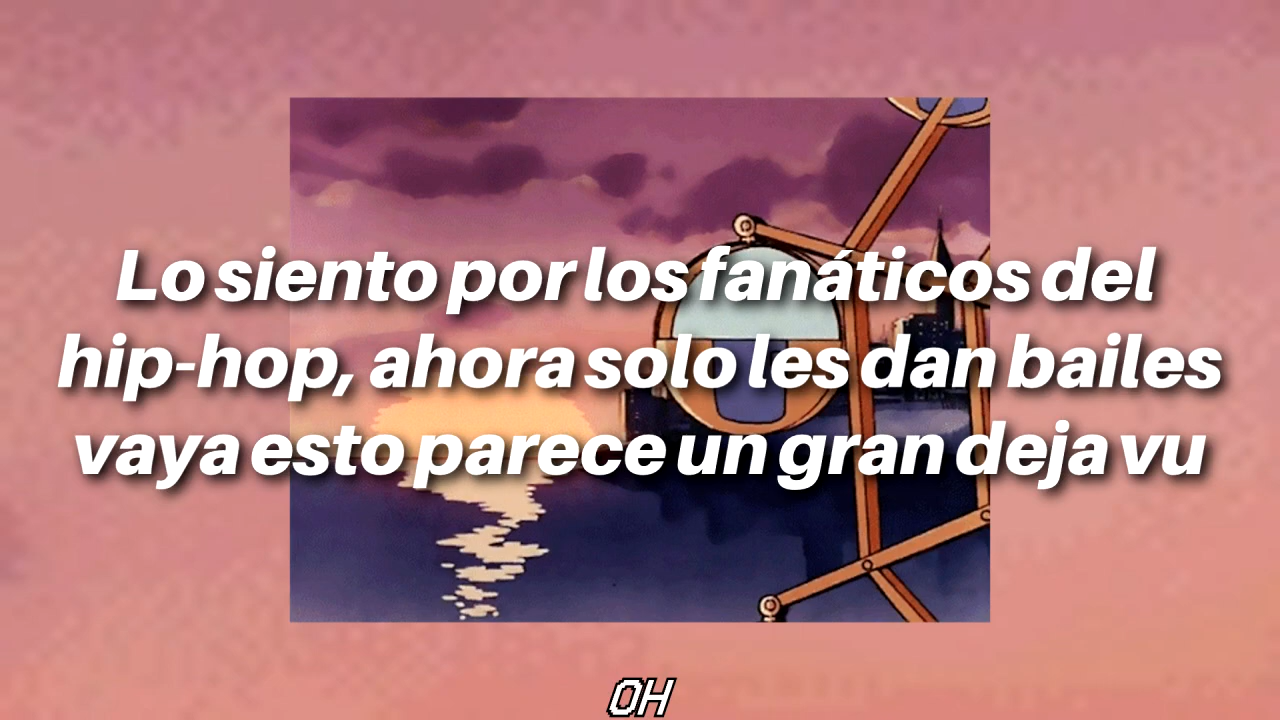 Lo siento por los fanáticos del
hip-hop, ahora solo les dan bailes
vaya esto parece un gran deja vu
OH